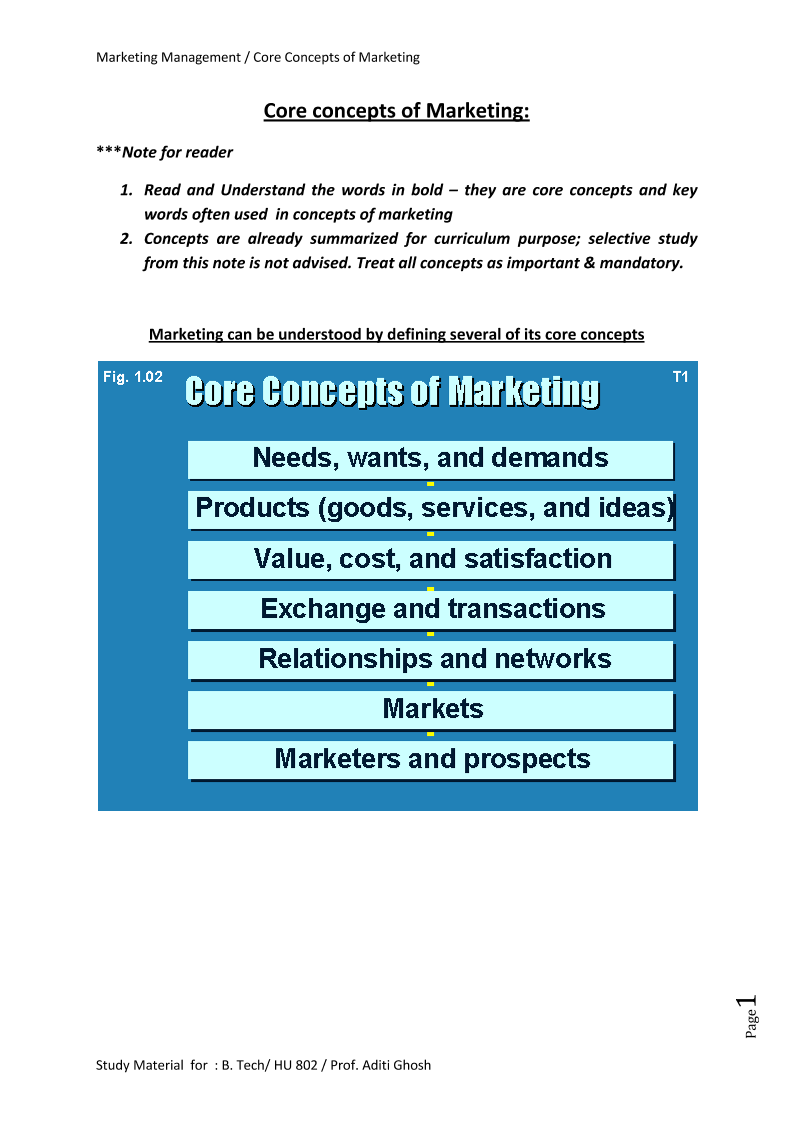 Marketing Management / Core Concepts of Marketing
Core concepts of Marketing:
***Note for reader
1. Read and Understand the words in bold – they are core concepts and key
words often used in concepts of marketing
2. Concepts are already summarized for curriculum purpose; selective study
from this note is not advised. Treat all concepts as important & mandatory.
Marketing can be understood by defining several of its core concepts
Fig. 1.02
Core Concepts of Marketing
T1
Needs, wants, and demands
Products (goods, services, and ideas)
Value, cost, and satisfaction
Exchange and transactions
Relationships and networks
Markets
Marketers and prospects
Page 1
Study Material for : B. Tech/ HU 802 / Prof. Aditi Ghosh